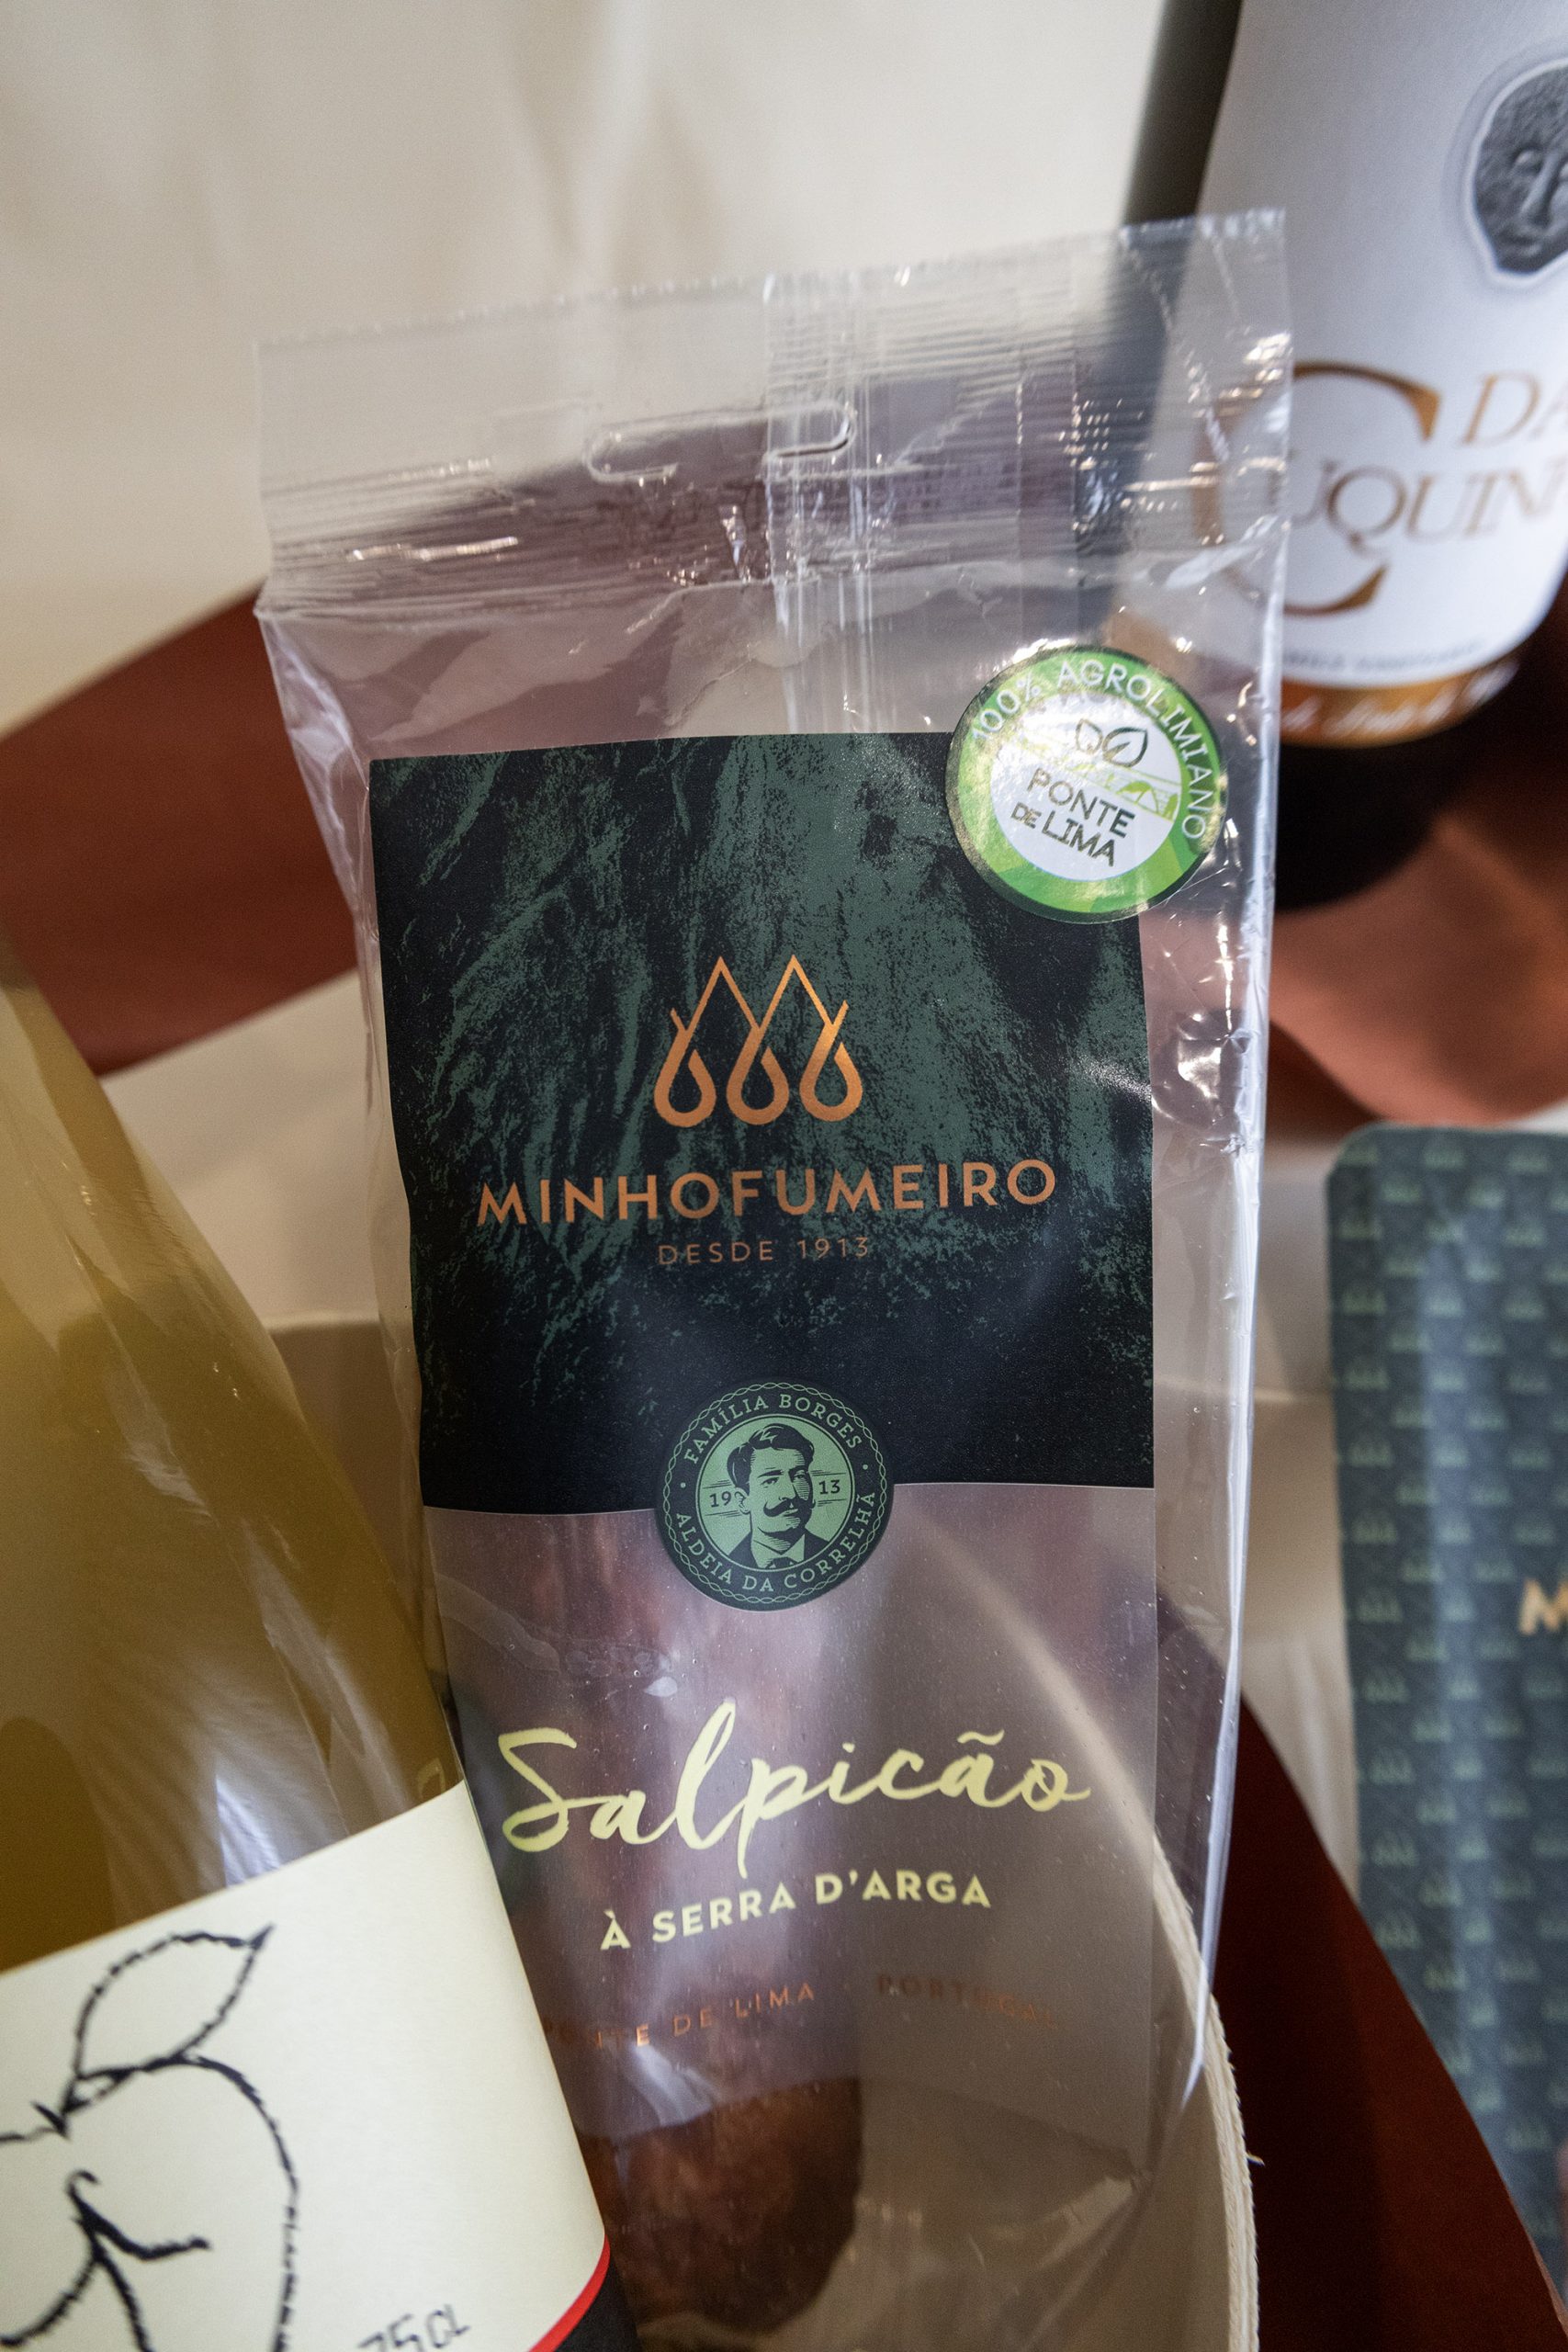 100% AGROLIMIANO
PONTE
DE LIMA
MINHOFUMEIRO
DESDE 1913
FAMÍLIA BORGES
19 13
ALDEIA DA CORRELHÃ
Salpicão
À SERRA D'ARGA
PONTE DE LIMA PORTUGAL
75CL